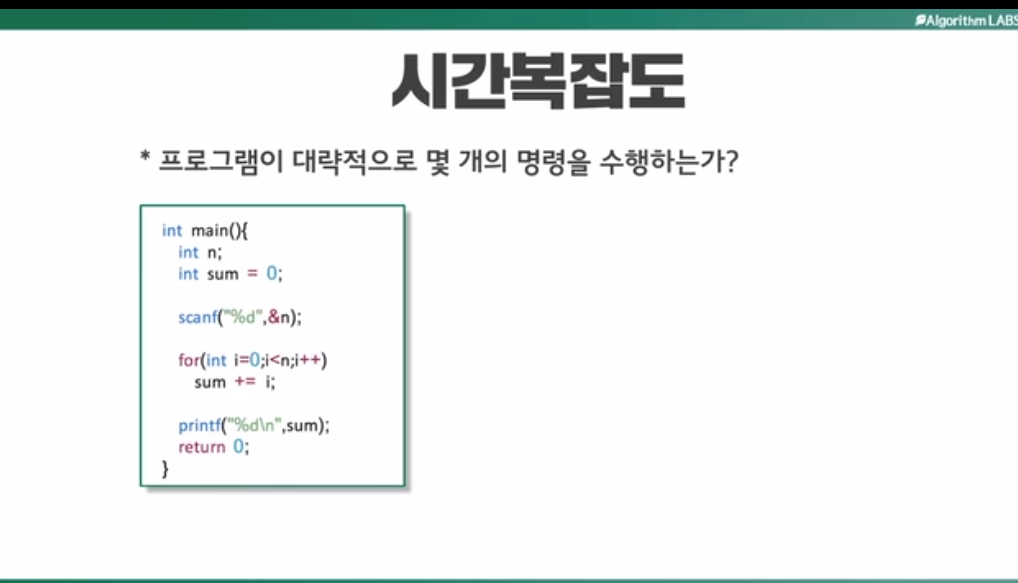 Algorithm LABS
시간복잡도
* 프로그램이 대략적으로 몇 개의 명령을 수행하는가?
int main(){
int n;
int sum = 0;
scanf("%d",&n);
for(int i=0;i<n;i++)
sum += i;
printf("%d\n",sum);
return 0;
}